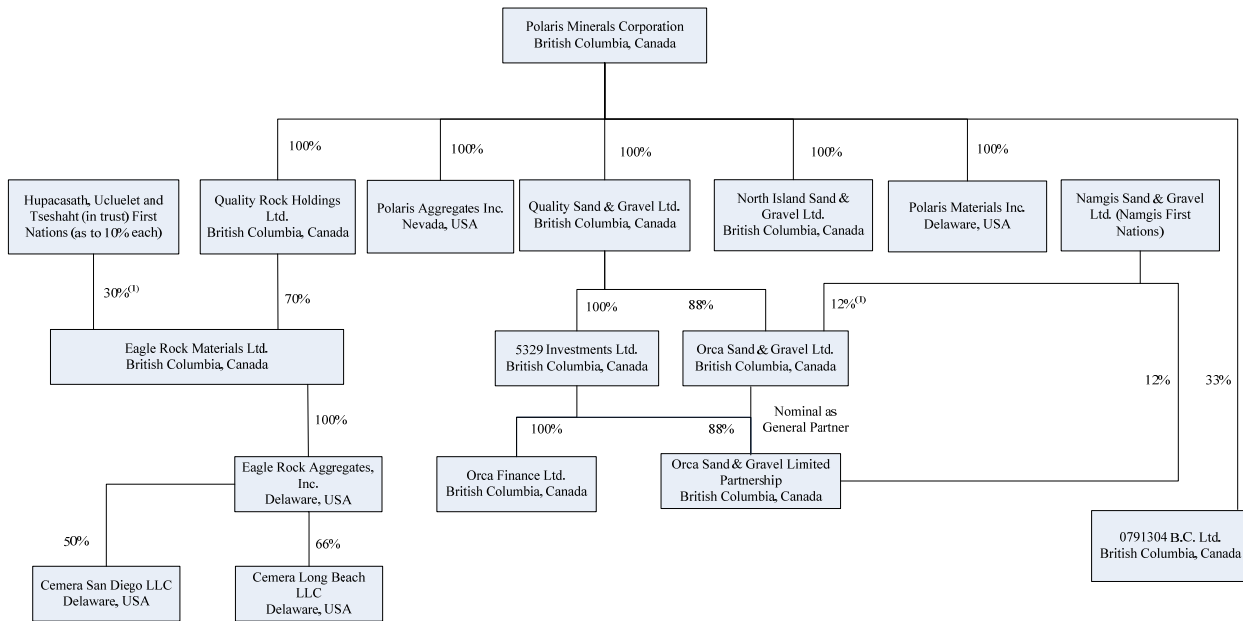 Polaris Minerals Corporation
British Columbia, Canada
100%
100%
100%
100%
100%
Hupacasath, Ucluelet and
Tseshaht (in trust) First
Nations (as to 10% each)
Quality Rock Holdings
Ltd.
British Columbia, Canada
Polaris Aggregates Inc.
Nevada, USA
Quality Sand & Gravel Ltd.
British Columbia, Canada
North Island Sand &
Gravel Ltd.
British Columbia, Canada
Polaris Materials Inc.
Delaware, USA
Namgis Sand & Gravel
Ltd. (Namgis First
Nations)
30%(1)
70%
100%
88%
12%(1)
Eagle Rock Materials Ltd.
British Columbia, Canada
5329 Investments Ltd.
British Columbia, Canada
Orca Sand & Gravel Ltd.
British Columbia, Canada
12%
33%
100%
100%
88%
Nominal as
General Partner
Eagle Rock Aggregates,
Inc.
Delaware, USA
Orca Finance Ltd.
British Columbia, Canada
Orca Sand & Gravel Limited
Partnership
British Columbia, Canada
50%
66%
0791304 B.C. Ltd.
British Columbia, Canada
Cemera San Diego LLC
Delaware, USA
Cemera Long Beach
LLC
Delaware, USA